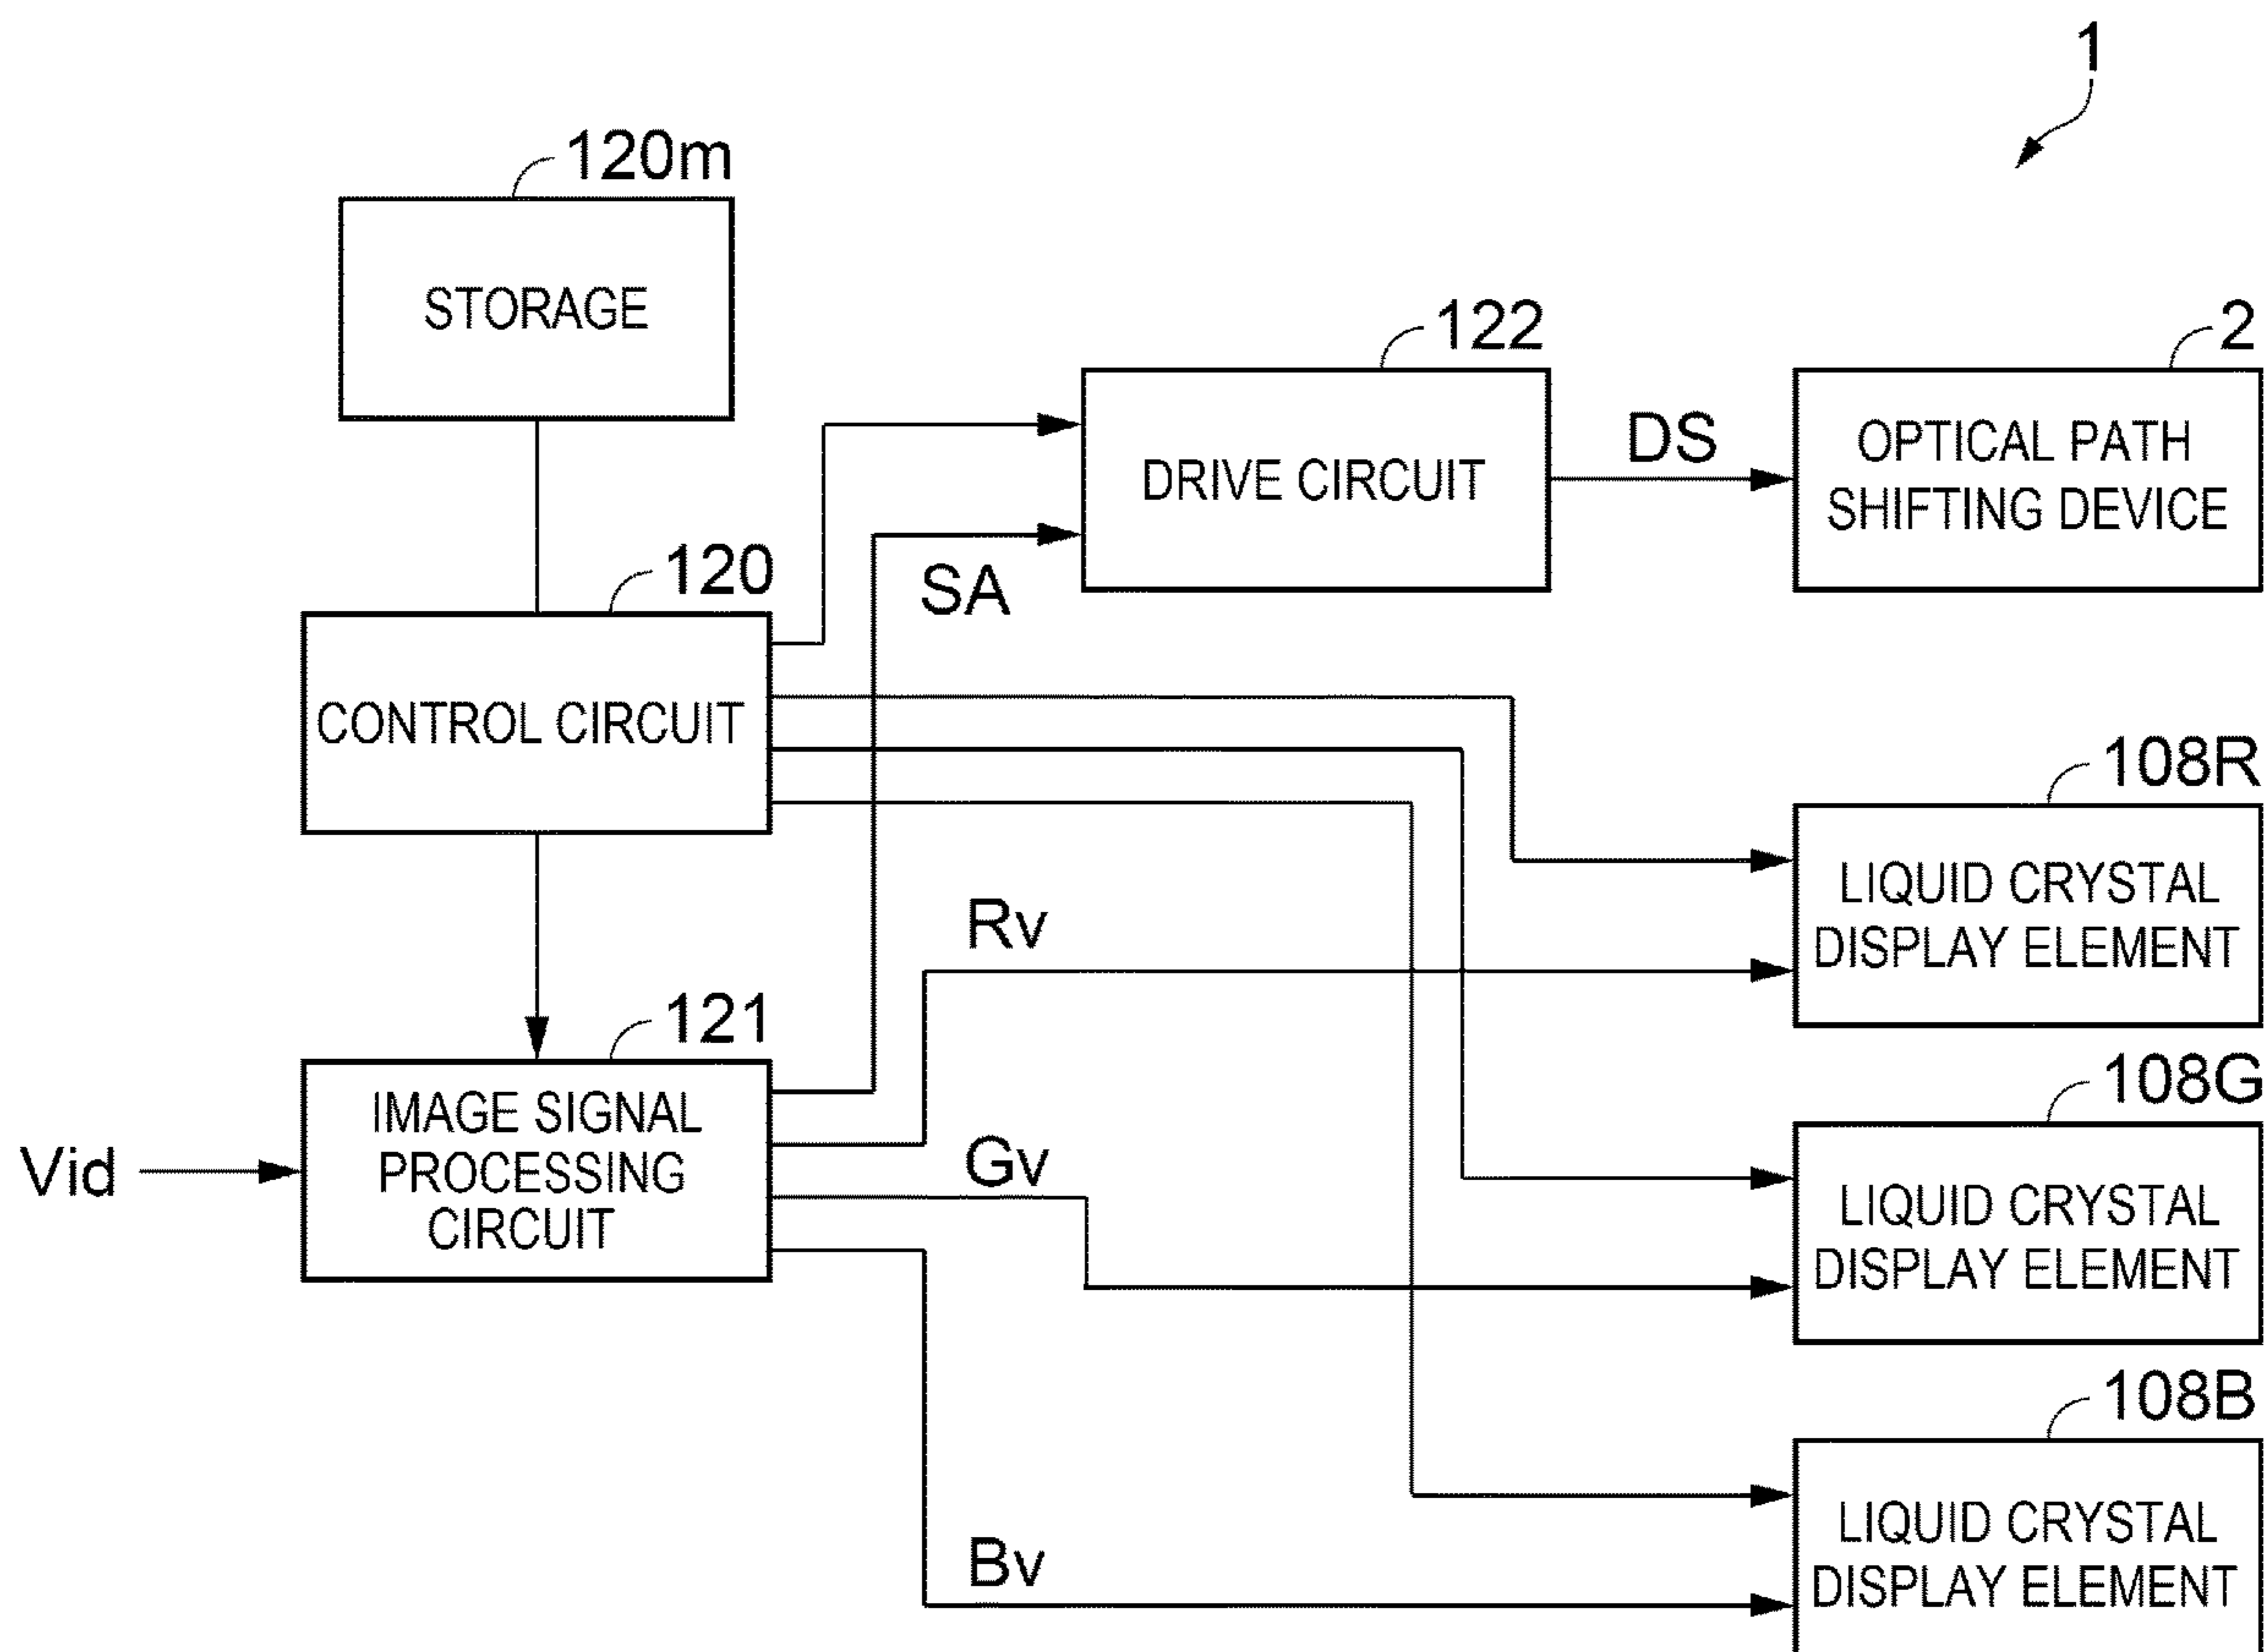 1
120m
STORAGE
122
2
DRIVE CIRCUIT
DS
OPTICAL PATH
SHIFTING DEVICE
120
SA
CONTROL CIRCUIT
108R
LIQUID CRYSTAL
DISPLAY ELEMENT
Rv
121
108G
IMAGE SIGNAL
PROCESSING
CIRCUIT
Vid
Gv
LIQUID CRYSTAL
DISPLAY ELEMENT
108B
Bv
LIQUID CRYSTAL
DISPLAY ELEMENT